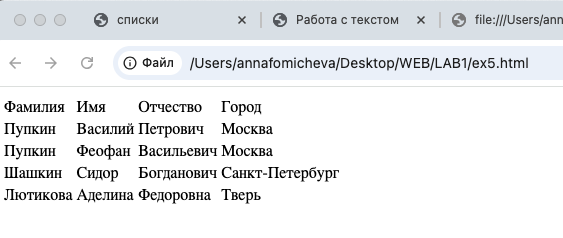 списки
Работа с текстом
file:///Users/ann
Файл
/Users/annafomicheva/Desktop/WEB/LAB1/ex5.html
Фамилия Имя Отчество Город
Пупкин Василий Петрович Москва
Пупкин Феофан Васильевич Москва
Шашкин Сидор Богданович Санкт-Петербург
Лютикова Аделина Федоровна Тверь